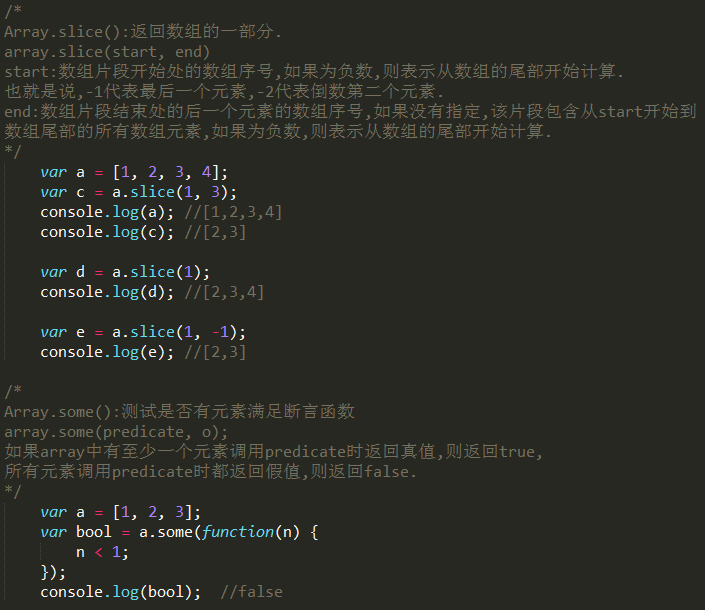 /*
Array.slice():返回数组的一部分.
array.slice(start, end)
start:数组片段开始处的数组序号,如果为负数,则表示从数组的尾部开始计算.
也就是说,-1代表最后一个元素,-2代表倒数第二个元素.
end:数组片段结束处的后一个元素的数组序号,如果没有指定,该片段包含从start开始到
数组尾部的所有数组元素,如果为负数,则表示从数组的尾部开始计算.
*/
    var a = [1, 2, 3, 4];
    var c = a.slice(1, 3);
    console.log(a); //[1,2,3,4]
    console.log(c); //[2,3]

    var d = a.slice(1);
    console.log(d); //[2,3,4]

    var e = a.slice(1, -1);
    console.log(e); //[2,3]

/*
Array.some():测试是否有元素满足断言函数
array.some(predicate, o);
如果array中有至少一个元素调用predicate时返回真值,则返回true,
所有元素调用predicate时都返回假值,则返回false.
*/
    var a = [1, 2, 3];
    var bool = a.some(function(n) {
        n < 1;
    });
    console.log(bool);  //false